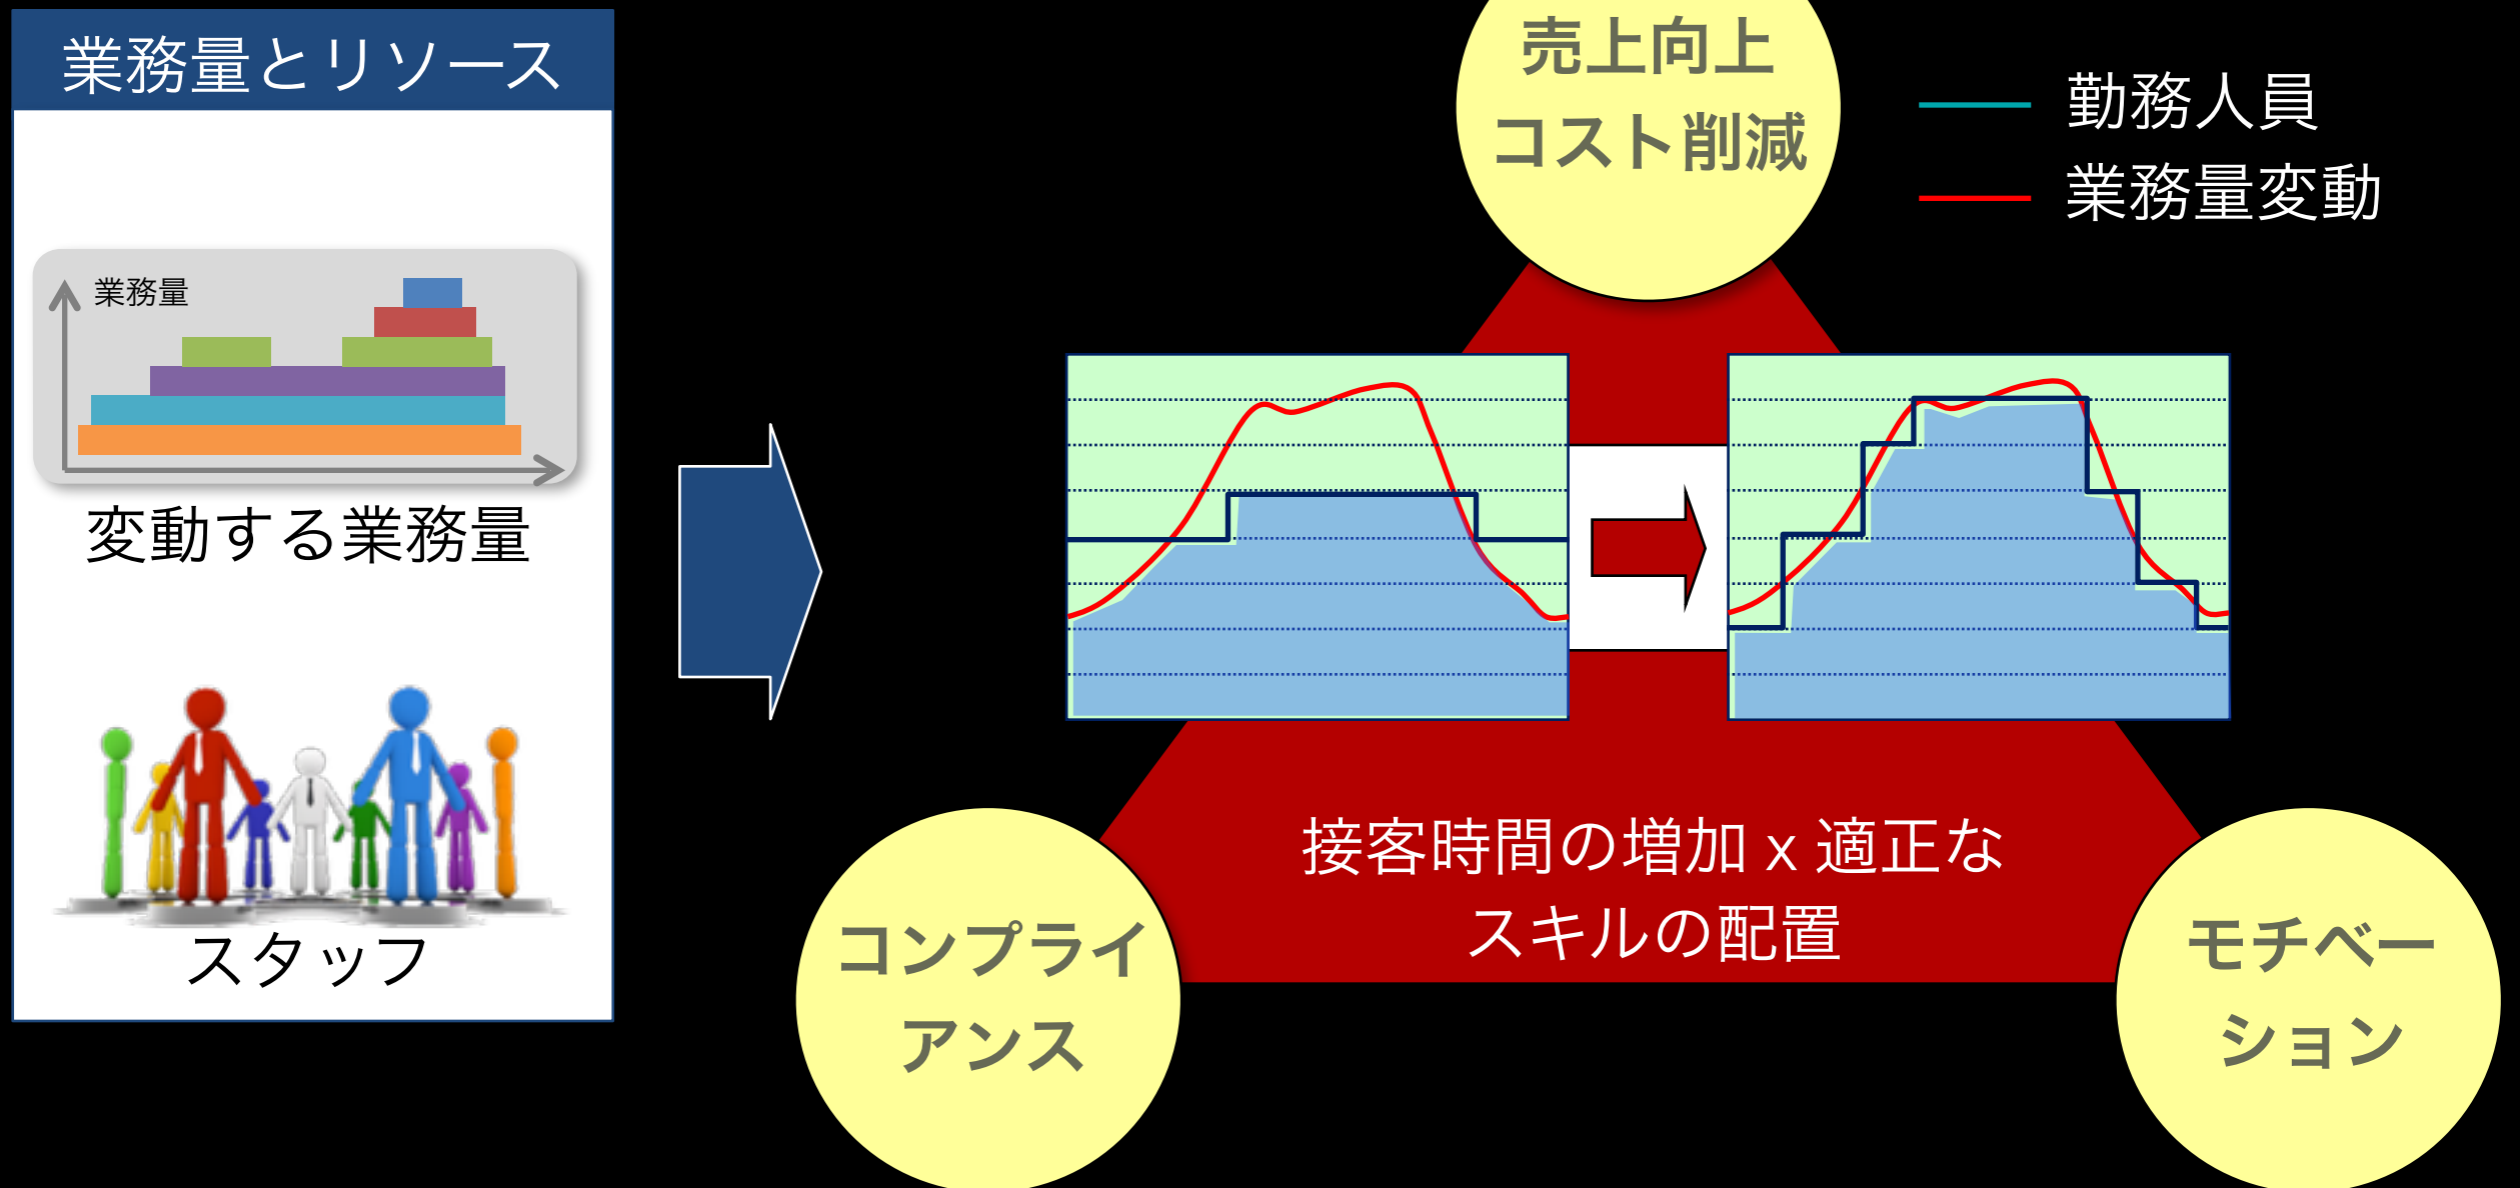 業務量とリソース
業務量
変動する業務量
スタッフ
売上向上
コスト削減
勤務人員
業務量変動
接客時間の増加 x 適正な
スキルの配置
コンプライ
アンス
モチベー
ション